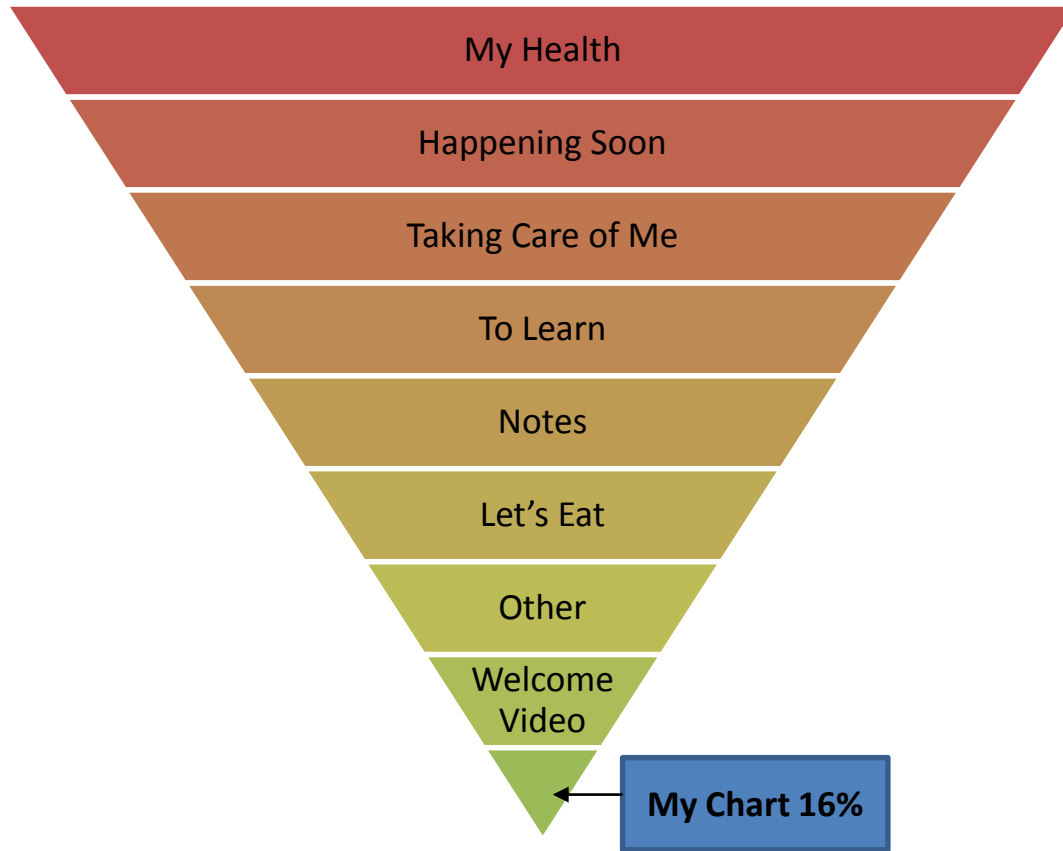 My Health
Happening Soon
Taking Care of Me
To Learn
Notes
Let’s Eat
Other
Welcome
Video
My Chart 16%